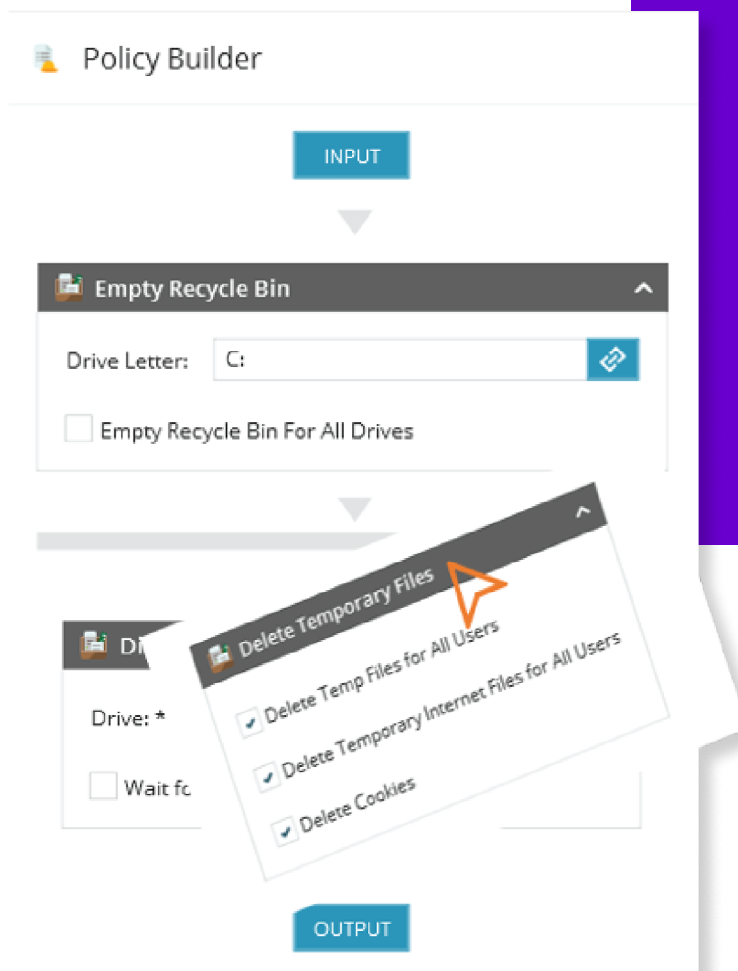 Policy Builder
INPUT
Empty Recycle Bin
Drive Letter: C:
Empty Recycle Bin For All Drives
Delete Temporary Files
Delete Temp Files for All Users
Delete Temporary Internet Files for All Users
Delete Cookies
Drive: *
Wait
OUTPUT